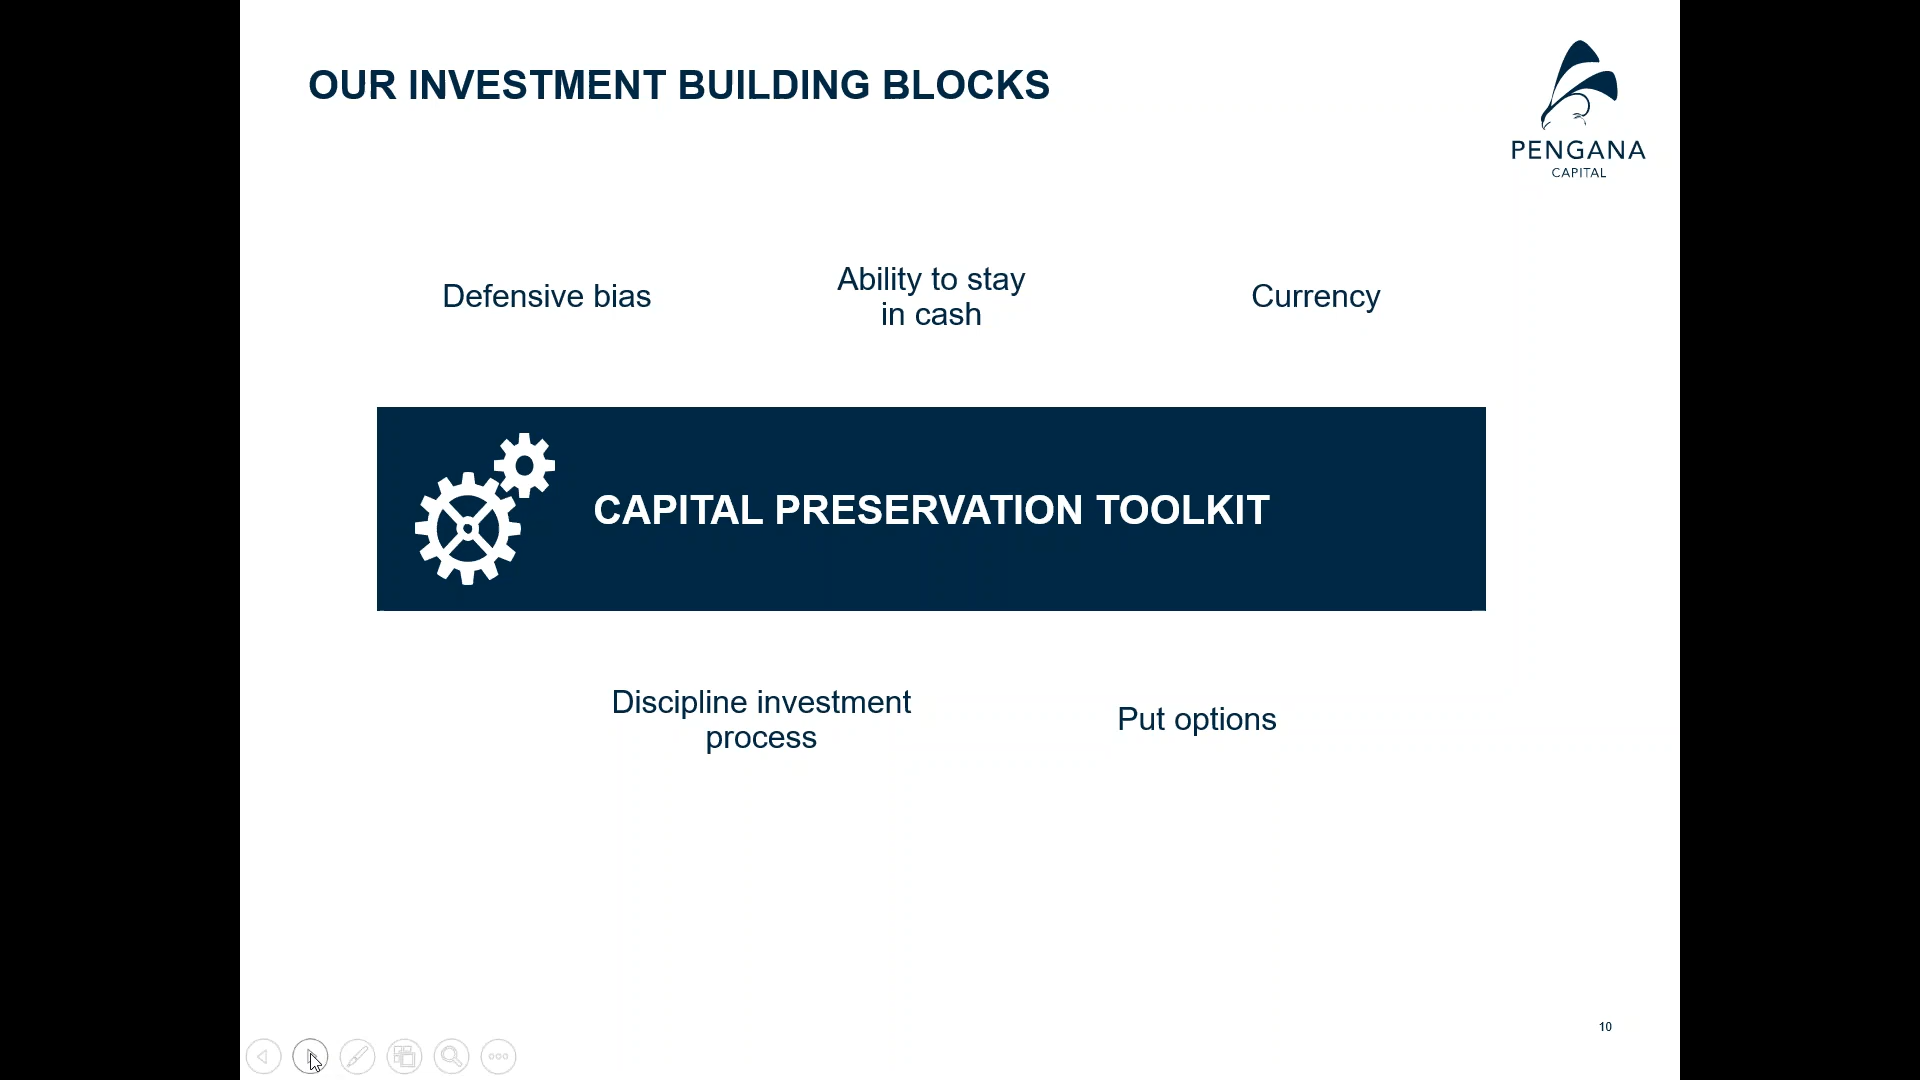 OUR INVESTMENT BUILDING BLOCKS
PENGANA
CAPITAL
Defensive bias
Ability to stay
in cash
Currency
CAPITAL PRESERVATION TOOLKIT
Discipline investment
process
Put options
10